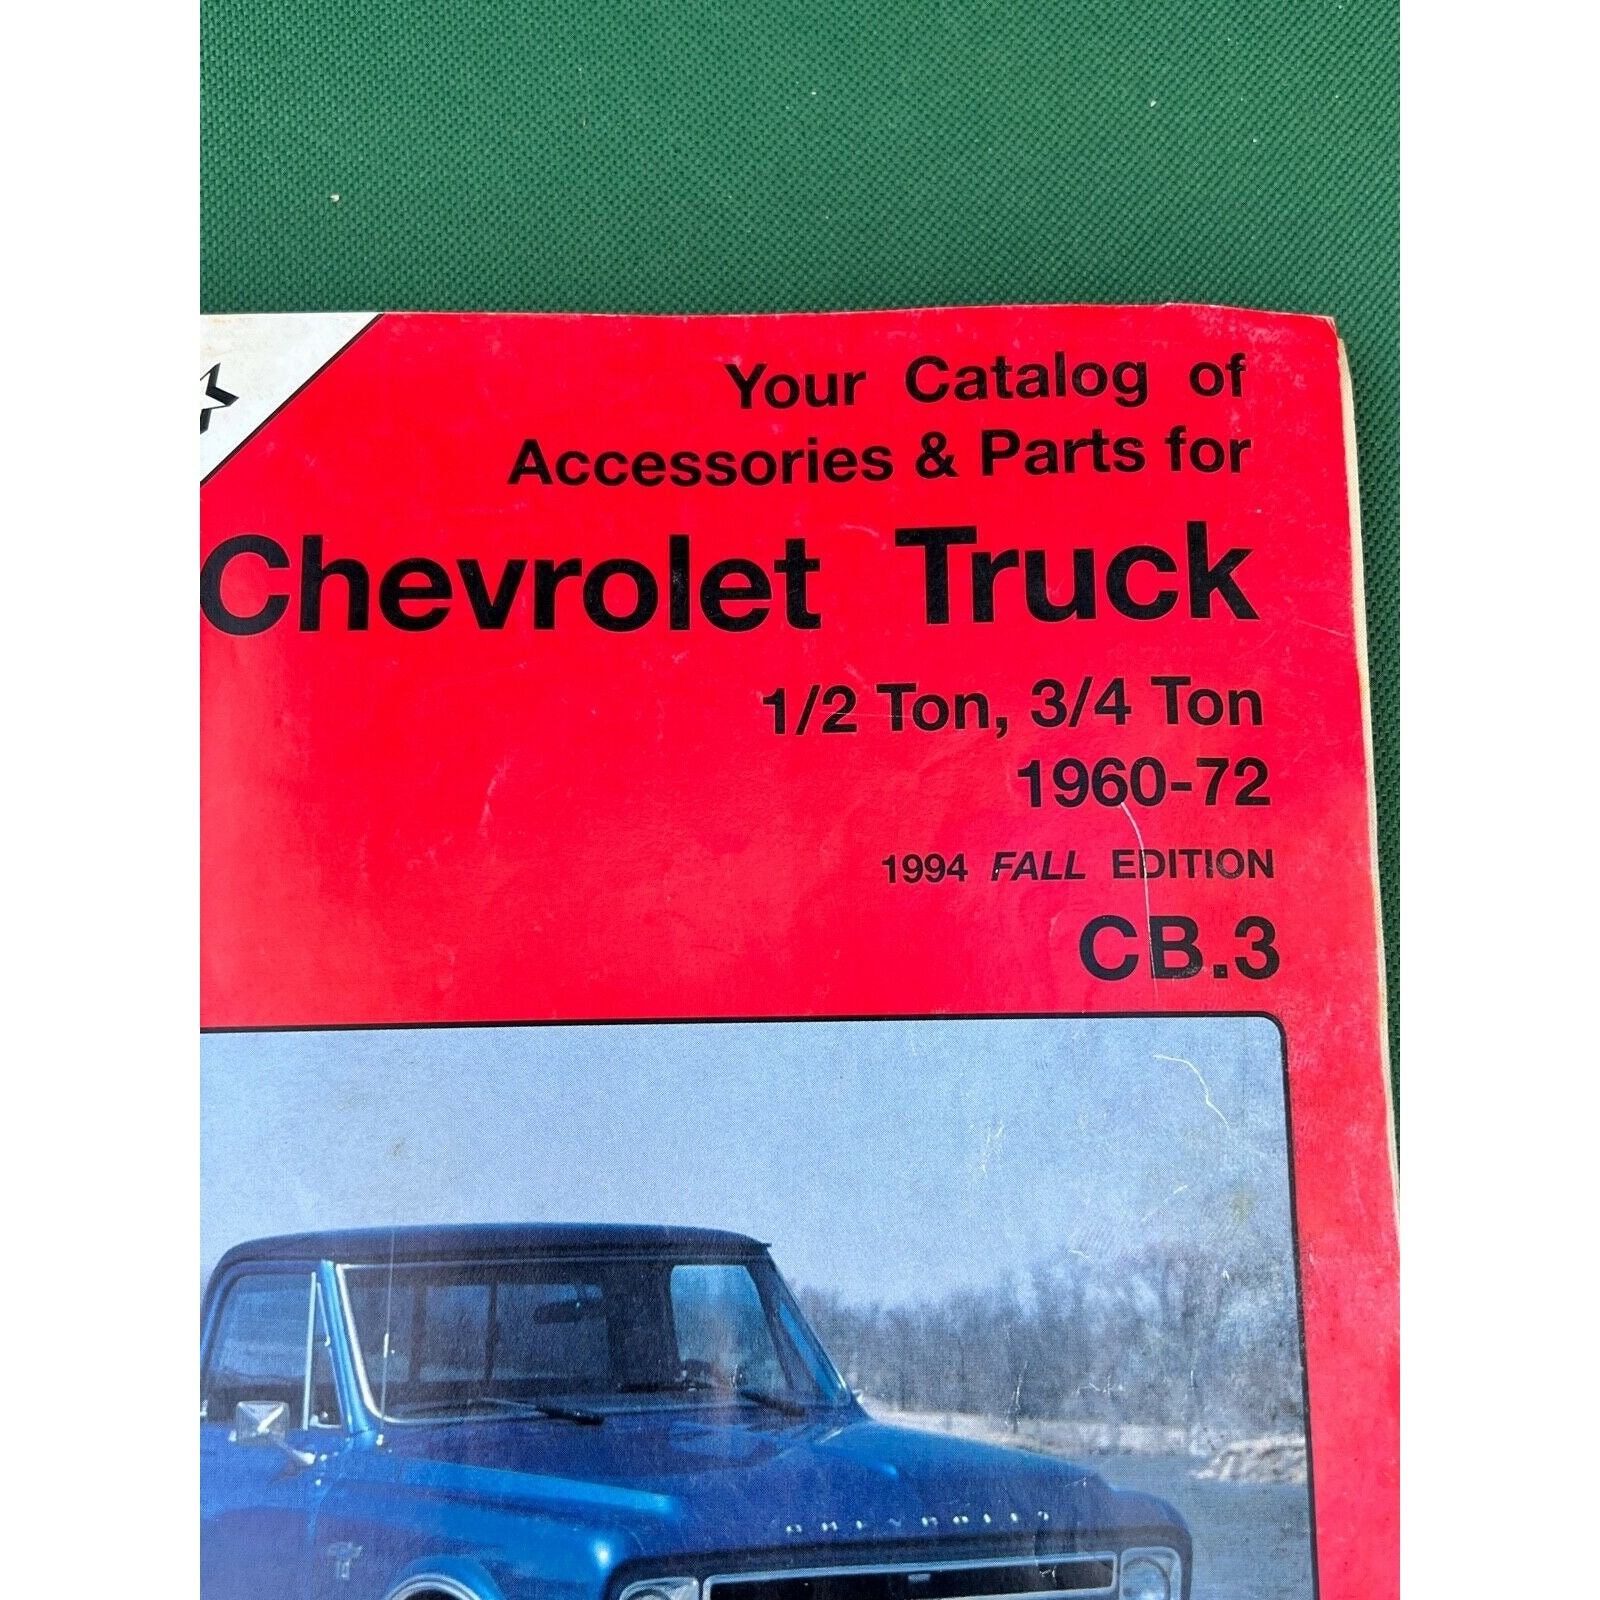 Your Catalog of
Accessories & Parts for
Chevrolet Truck
1/2 Ton, 3/4 Ton
1960-72
1994 FALL EDITION
CB.3
CHEVROLET